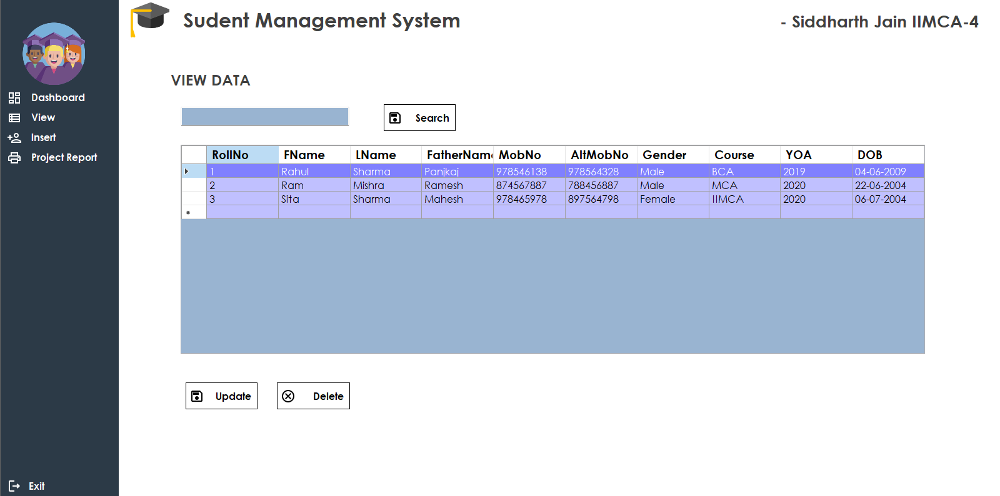 Sudent Management System
- Siddharth Jain IIMCA-4
Dashboard
View
Insert
Project Report
Exit
VIEW DATA
Search
RollNo FName LName FatherName MobNo AltMobNo Gender Course YOA DOB
1 Rahul Sharma Panjkaj 978546138 978564328 Male BCA 2019 04-06-2009
2 Ram Mishra Ramesh 874567887 788456887 Male MCA 2020 22-06-2004
3 Sita Sharma Mahesh 978465978 897564798 Female IIMCA 2020 06-07-2004
Update
Delete